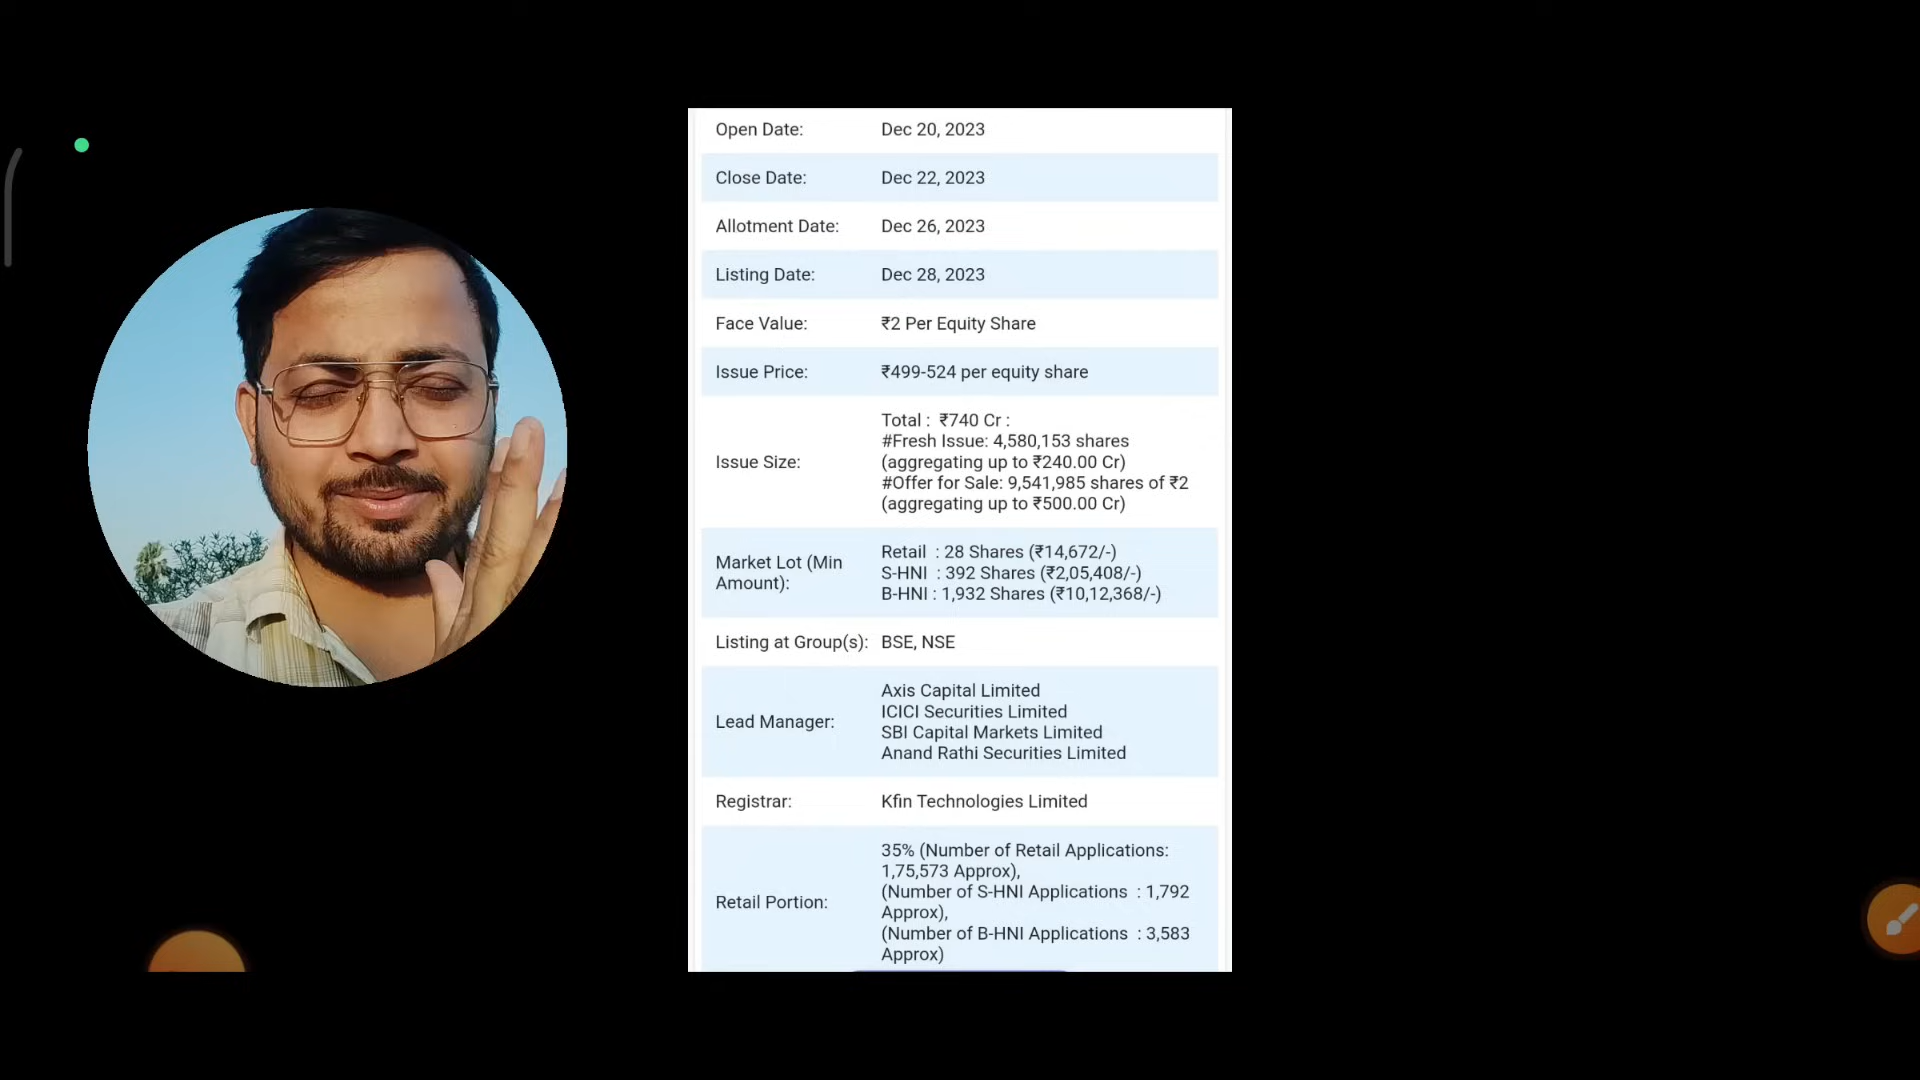 Open Date: Dec 20, 2023
Close Date: Dec 22, 2023
Allotment Date: Dec 26, 2023
Listing Date: Dec 28, 2023
Face Value: ₹2 Per Equity Share
Issue Price: ₹499-524 per equity share
Issue Size:
Total : ₹740 Cr :
#Fresh Issue: 4,580,153 shares
(aggregating up to ₹240.00 Cr)
#Offer for Sale: 9,541,985 shares of ₹2
(aggregating up to ₹500.00 Cr)
Market Lot (Min
Amount):
Retail : 28 Shares (₹14,672/-)
S-HNI : 392 Shares (₹2,05,408/-)
B-HNI : 1,932 Shares (₹10,12,368/-)
Listing at Group(s): BSE, NSE
Lead Manager:
Axis Capital Limited
ICICI Securities Limited
SBI Capital Markets Limited
Anand Rathi Securities Limited
Registrar: Kfin Technologies Limited
Retail Portion:
35% (Number of Retail Applications:
1,75,573 Approx),
(Number of S-HNI Applications : 1,792
Approx),
(Number of B-HNI Applications : 3,583
Approx)